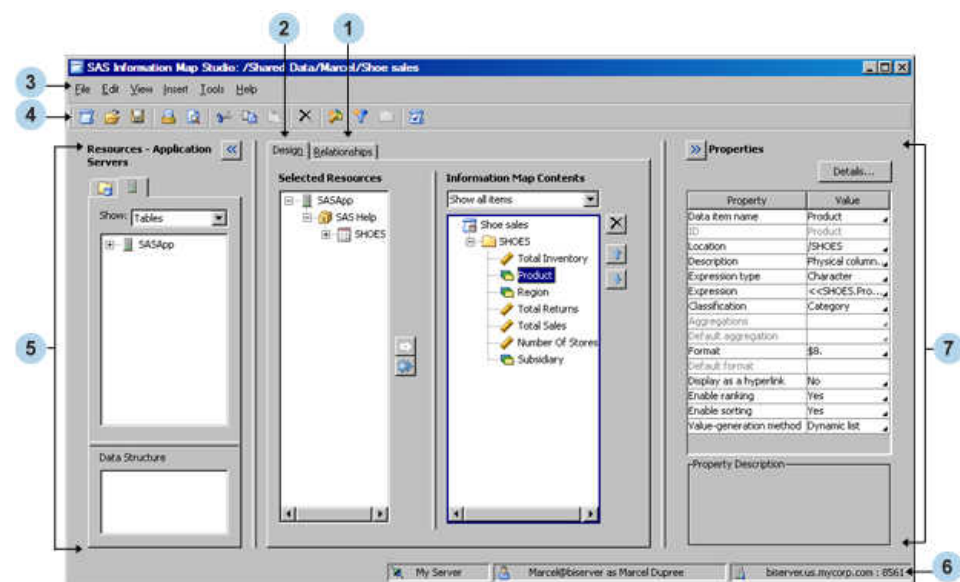 2 1
SAS Information Map Studio: /Shared Data/Marcel/Shoe sales
3 File Edit View Insert Tools Help
4
Resources - Application
Servers
Show: Tables
SASApp
5
Data Structure
Design Relationships
Selected Resources
SASApp
SAS Help
SHOES
Information Map Contents
Show all items
Shoe sales
SHOES
Total Inventory
Product
Region
Total Returns
Total Sales
Number Of Stores
Subsidiary
Properties
Details...
Property Value
Data item name Product
ID Product
Location /SHOES
Description Physical column...
Expression type Character
Expression <<SHOES.Pro...
Classification Category
Aggregations
Default aggregation
Format $8.
Default format
Display as a hyperlink No
Enable ranking Yes
Enable sorting Yes
Value-generation method Dynamic list
Property Description
7
My Server Marcel@biserver as Marcel Dupree biserver.us.mycorp.com : 8561 6